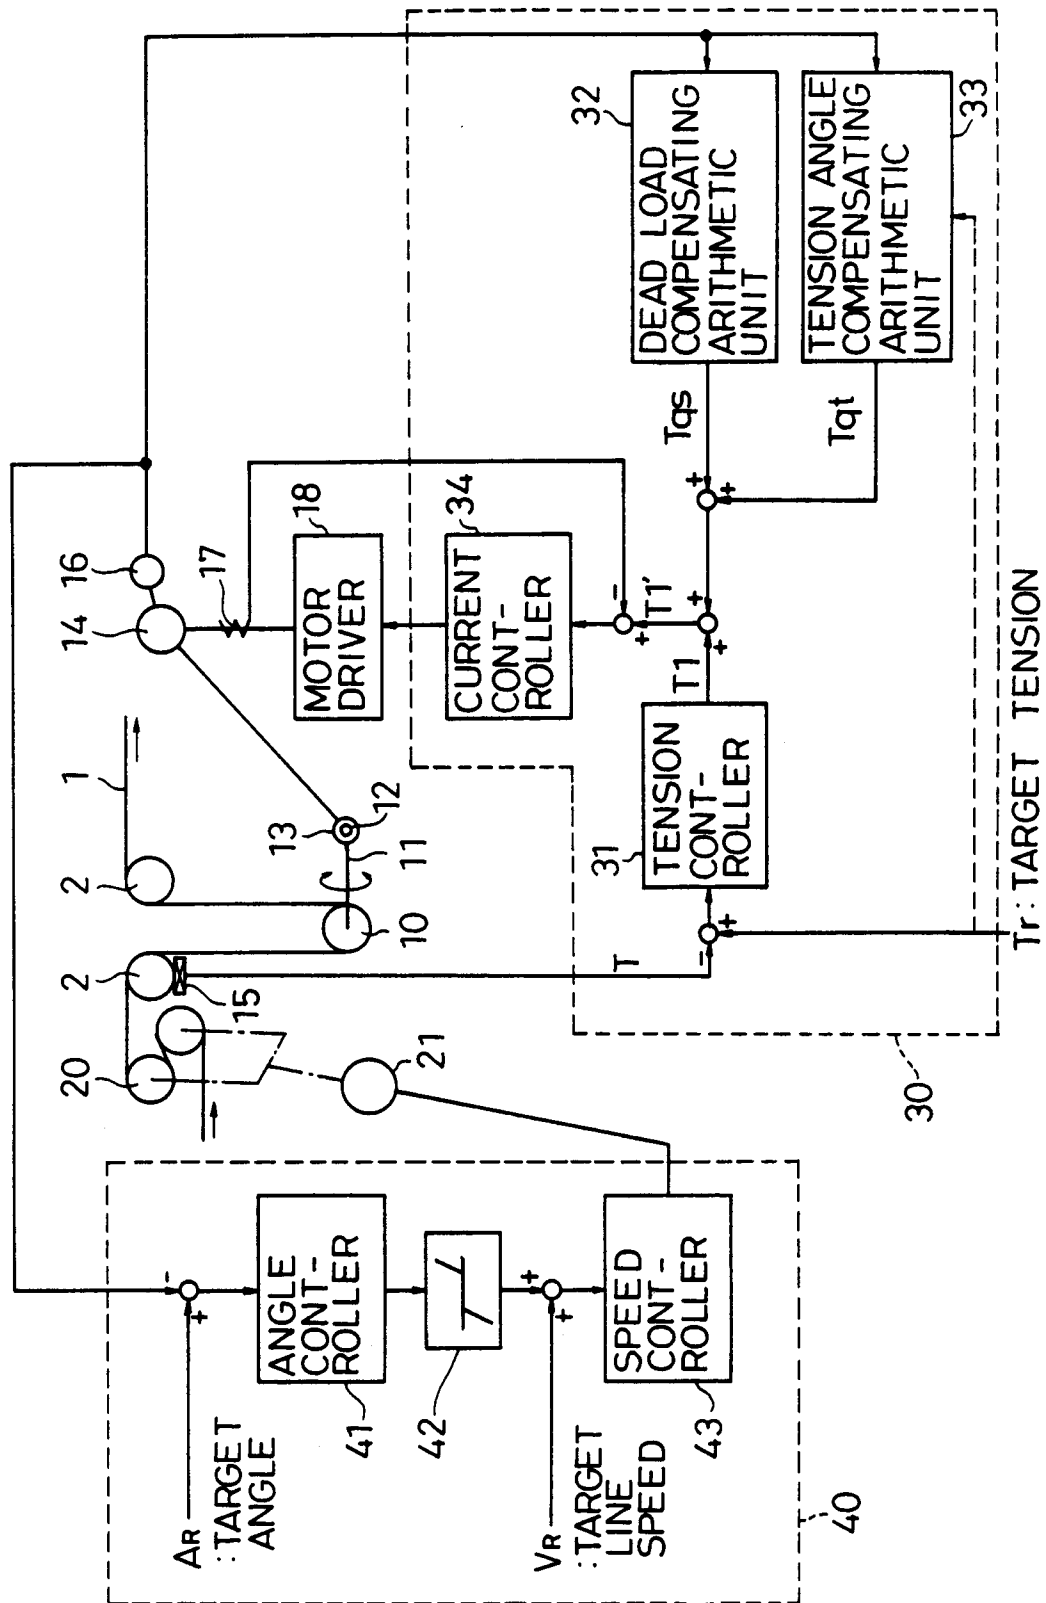 20
2
15
2
1
10
11
12
13
14
16
17
MOTOR
DRIVER
18
CURRENT
CONT-
ROLLER
34
DEAD LOAD
COMPENSATING
ARITHMETIC
UNIT
32
TENSION ANGLE
COMPENSATING
ARITHMETIC
UNIT
33
Tqs
Tqt
+
+
-
+
T1'
+
+
T1
TENSION
CONT-
ROLLER
31
T
-
+
Tr : TARGET TENSION
30
21
AR
: TARGET
ANGLE
-
+
ANGLE
CONT-
ROLLER
41
42
+
+
VR
: TARGET
LINE
SPEED
SPEED
CONT-
ROLLER
43
40